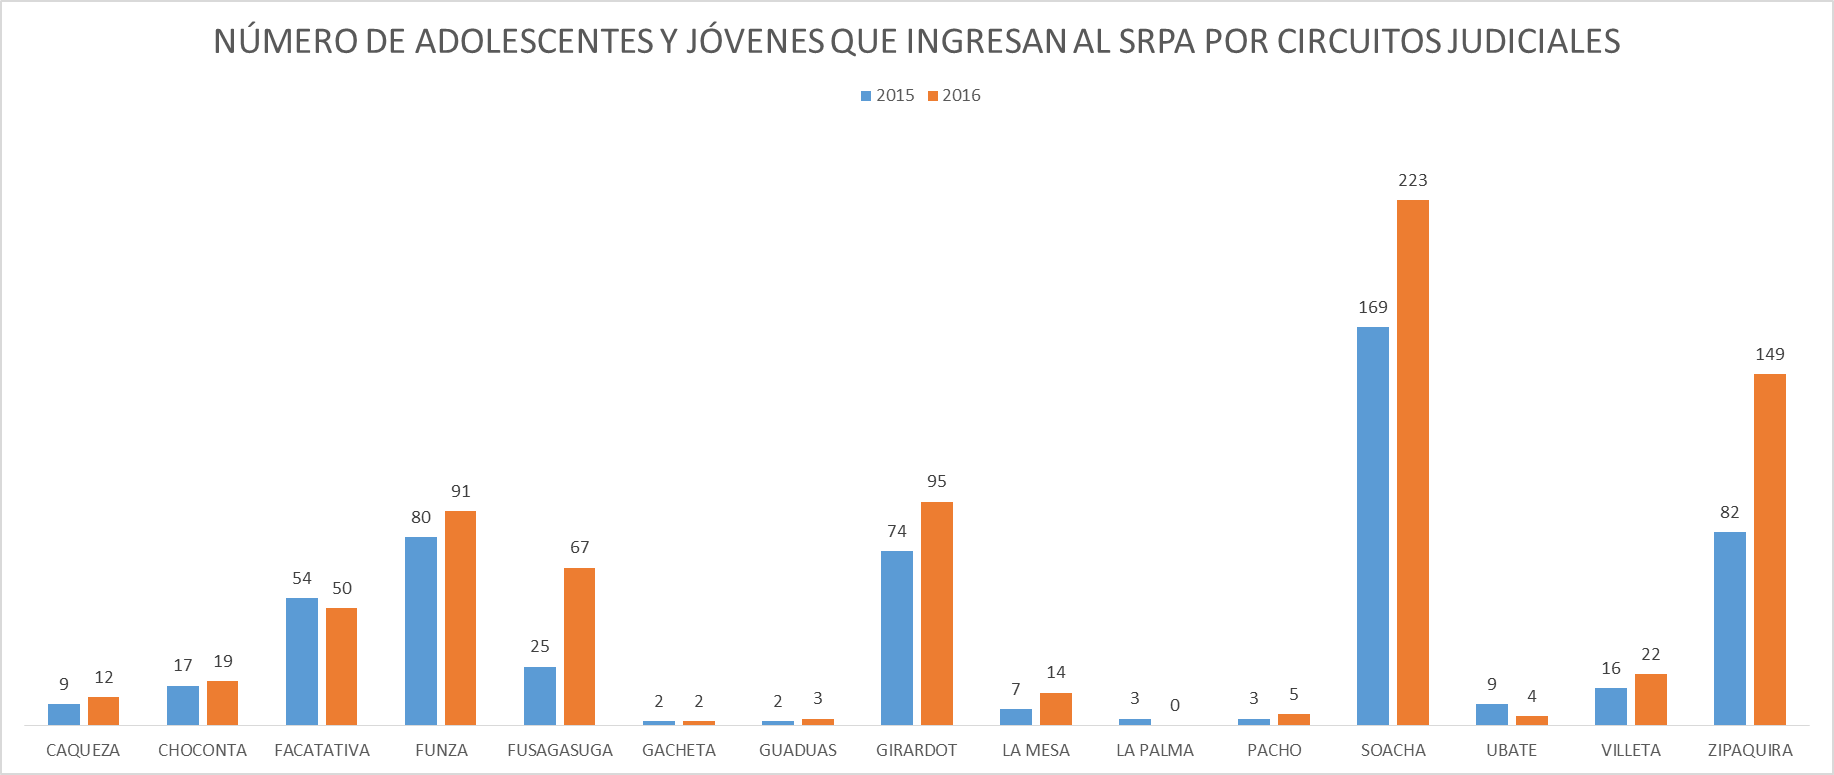 NÚMERO DE ADOLESCENTES Y JÓVENES QUE INGRESAN AL SRPA POR CIRCUITOS JUDICIALES
2015 2016
9 12 17 19 54 50 80 91 25 67 2 2 2 3 74 95 7 14 3 0 3 5 169 223 9 4 16 22 82 149
CAQUEZA CHOCONTA FACATATIVA FUNZA FUSAGASUGA GACHETA GUADUAS GIRARDOT LA MESA LA PALMA PACHO SOACHA UBATE VILLETA ZIPAQUIRA